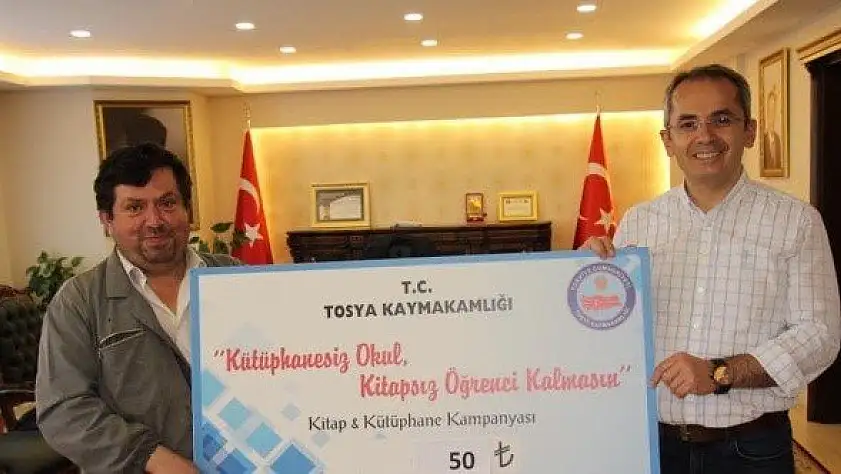 T.C.
TOSYA KAYMAKAMLIĞI
"Kütüphanesiz Okul,
Kitapsız Öğrenci Kalmasın"
Kitap & Kütüphane Kampanyası
50 ₺